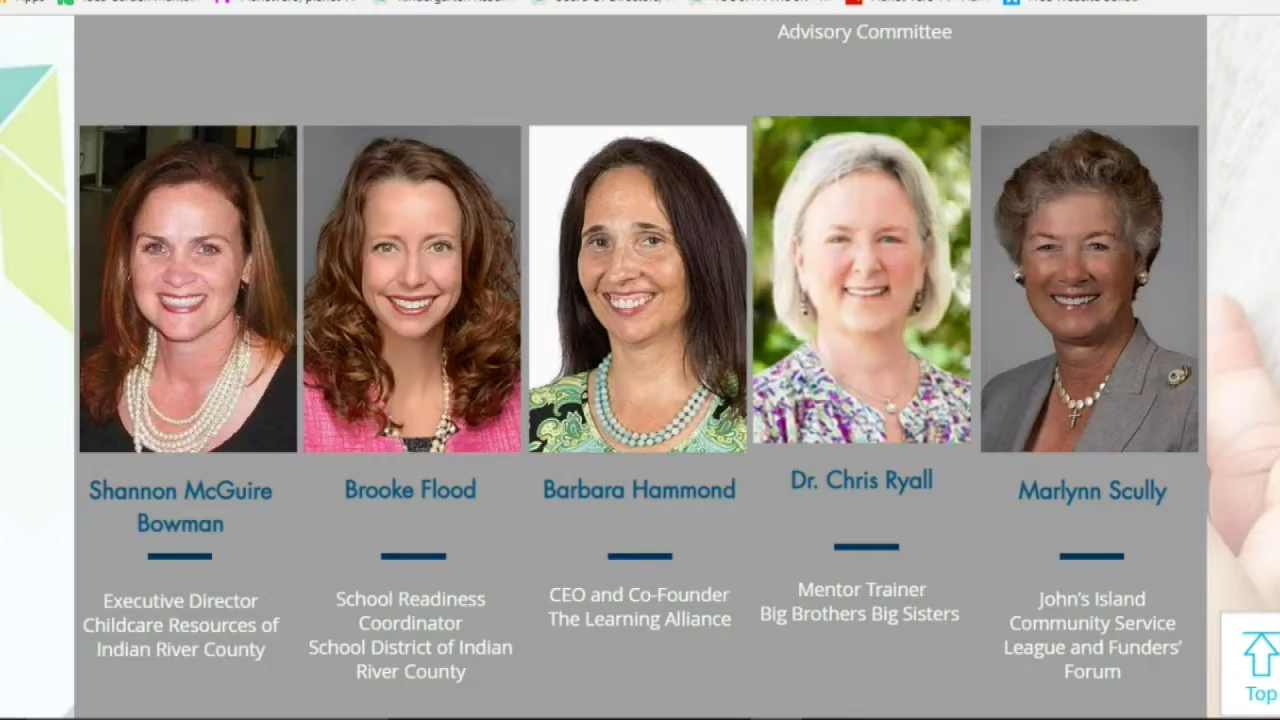 Advisory Committee
Shannon McGuire
Bowman
Executive Director
Childcare Resources of
Indian River County
Brooke Flood
School Readiness
Coordinator
School District of Indian
River County
Barbara Hammond
CEO and Co-Founder
The Learning Alliance
Dr. Chris Ryall
Mentor Trainer
Big Brothers Big Sisters
Marlynn Scully
John's Island
Community Service
League and Funders'
Forum
Top